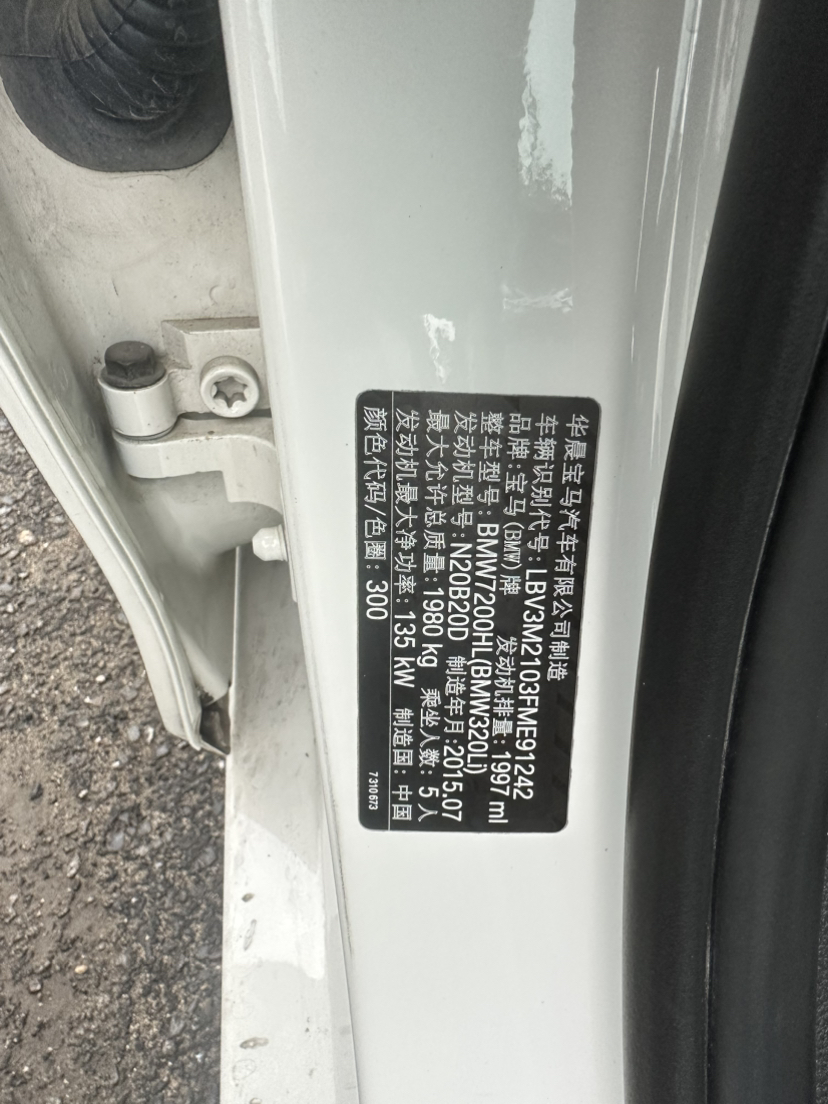 华晨宝马汽车有限公司制造
车辆识别代号: LBV3M2103FME91242
品牌:宝马(BMW)牌 发动机排量: 1997 ml
整车型号: BMW7200HL(BMW320Li)
发动机型号:N20B20D 制造年月:2015.07
最大允许总质量:1980 kg 乘坐人数: 5 人
发动机最大净功率: 135 kW 制造国: 中国
颜色代码/色圈: 300
7 310 673